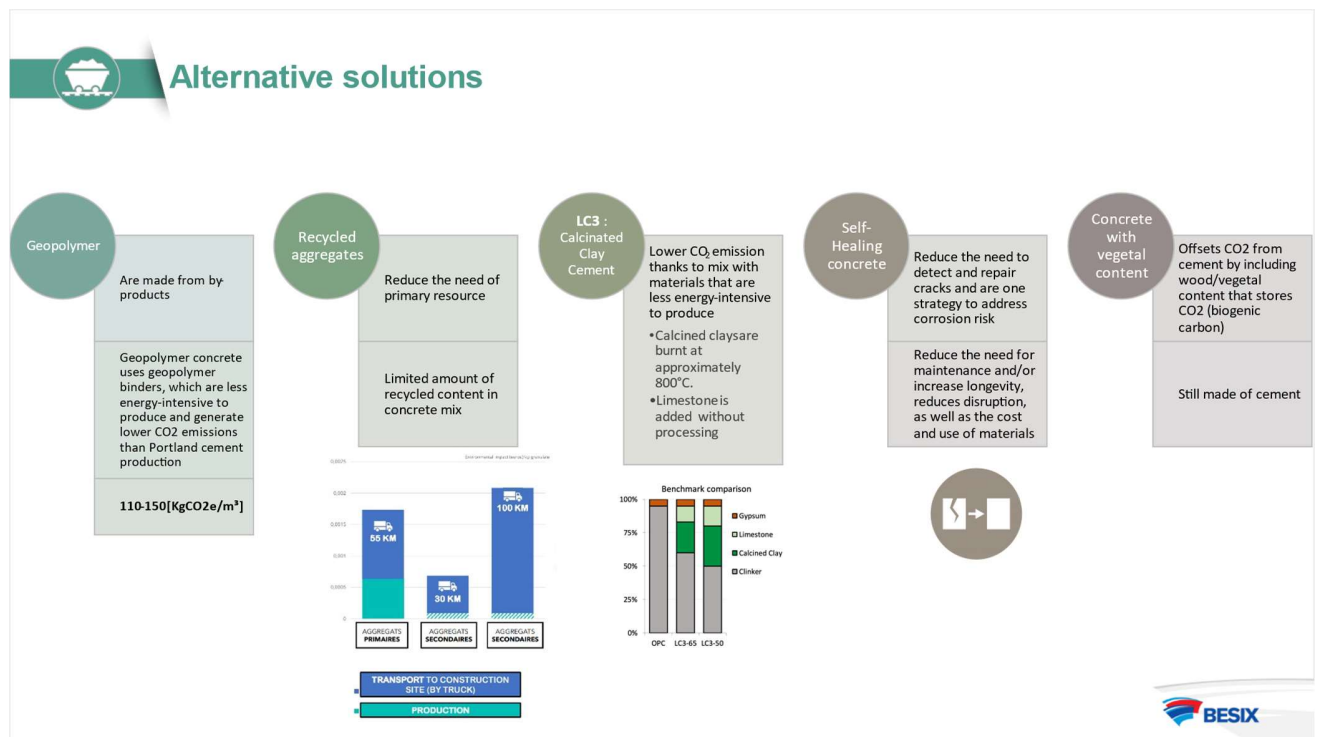 Alternative solutions
Geopolymer
Are made from by-
products
Geopolymer concrete
uses geopolymer
binders, which are less
energy-intensive to
produce and generate
lower CO2 emissions
than Portland cement
production
110-150[KgCO2e/m³]
Recycled
aggregates
Reduce the need of
primary resource
Limited amount of
recycled content in
concrete mix
0,002
0,0015
0,001
0,0005
0
55 KM
30 KM
100 KM
AGGREGATS
PRIMAIRES
AGGREGATS
SECONDAIRES
AGGREGATS
SECONDAIRES
TRANSPORT TO CONSTRUCTION
SITE (BY TRUCK)
PRODUCTION
LC3 :
Calcinated
Clay
Cement
Lower CO2 emission
thanks to mix with
materials that are
less energy-intensive
to produce
•Calcined claysare
burnt at
approximately
800°C.
•Limestone is
added without
processing
Benchmark comparison
100%
75%
50%
25%
0%
OPC LC3-65 LC3-50
Gypsum
Limestone
Calcined Clay
Clinker
Self-
Healing
concrete
Reduce the need to
detect and repair
cracks and are one
strategy to address
corrosion risk
Reduce the need for
maintenance and/or
increase longevity,
reduces disruption,
as well as the cost
and use of materials
Concrete
with
vegetal
content
Offsets CO2 from
cement by including
wood/vegetal
content that stores
CO2 (biogenic
carbon)
Still made of cement
BESIX